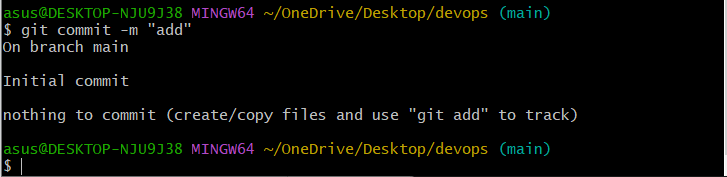 asus@DESKTOP-NJU9J38 MINGW64 ~/OneDrive/Desktop/devops (main)
$ git commit -m "add"
On branch main
Initial commit
nothing to commit (create/copy files and use "git add" to track)
asus@DESKTOP-NJU9J38 MINGW64 ~/OneDrive/Desktop/devops (main)
$